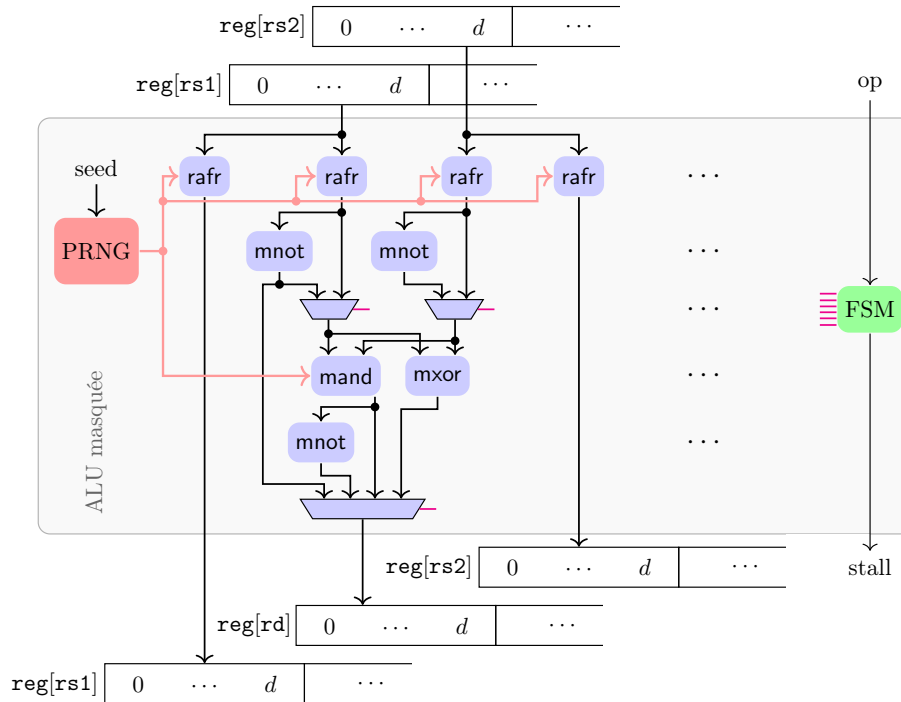 reg[rs2] 0 ⋯ d ⋯
reg[rs1] 0 ⋯ d ⋯
op
seed
rafr rafr rafr rafr ⋯
PRNG
mnot mnot ⋯
⋯ FSM
mand mxor ⋯
mnot ⋯
ALU masquée
reg[rs2] 0 ⋯ d ⋯
stall
reg[rd] 0 ⋯ d ⋯
reg[rs1] 0 ⋯ d ⋯